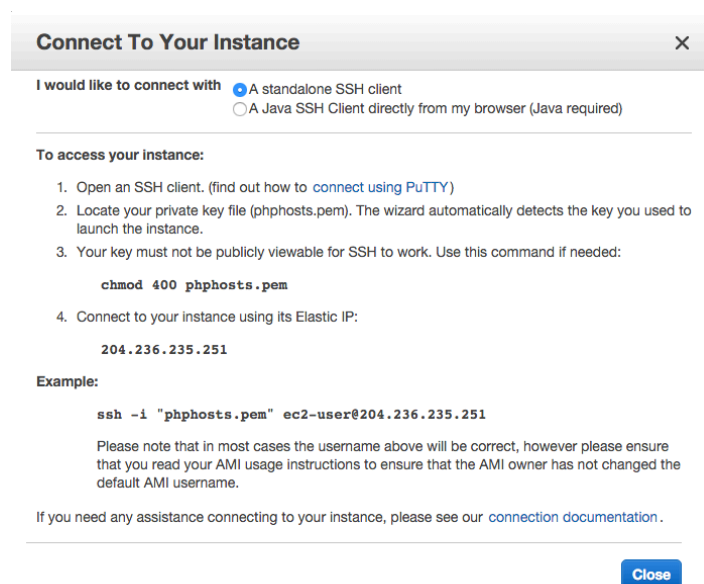 Connect To Your Instance
I would like to connect with
A standalone SSH client
A Java SSH Client directly from my browser (Java required)
To access your instance:
1. Open an SSH client. (find out how to connect using PuTTY)
2. Locate your private key file (phphosts.pem). The wizard automatically detects the key you used to
launch the instance.
3. Your key must not be publicly viewable for SSH to work. Use this command if needed:
chmod 400 phphosts.pem
4. Connect to your instance using its Elastic IP:
204.236.235.251
Example:
ssh -i "phphosts.pem" ec2-user@204.236.235.251
Please note that in most cases the username above will be correct, however please ensure
that you read your AMI usage instructions to ensure that the AMI owner has not changed the
default AMI username.
If you need any assistance connecting to your instance, please see our connection documentation.
Close